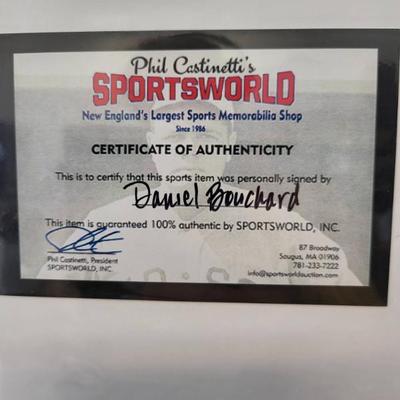 Phil Castinetti's
SPORTSWORLD
New England's Largest Sports Memorabilia Shop
Since 1986
CERTIFICATE OF AUTHENTICITY
This is to certify that this sports item was personally signed by
Daniel Bouchard
This item is guaranteed 100% authentic by SPORTSWORLD, INC.
Phil Castinetti, President
SPORTSWORLD, INC.
87 Broadway
Saugus, MA 01906
781-233-7222
info@sportsworldauction.com